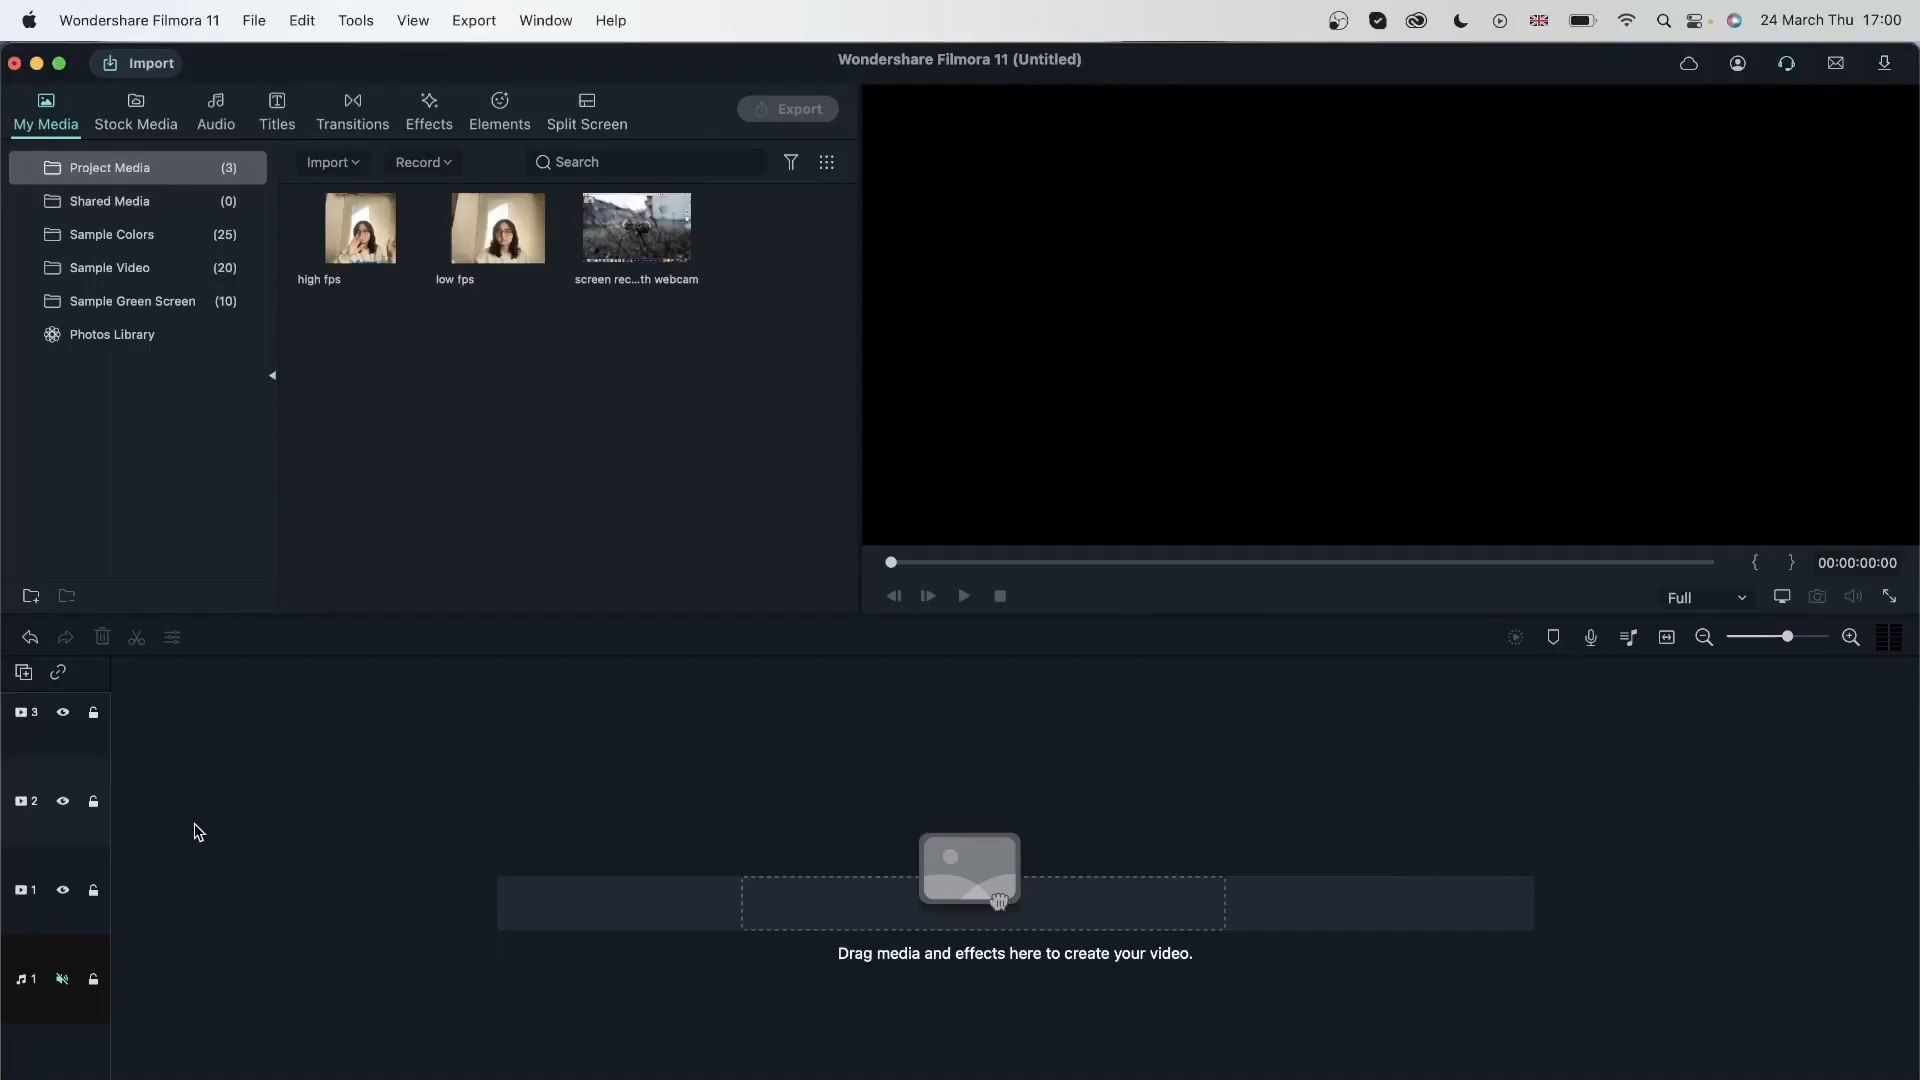 Wondershare Filmora 11 File Edit Tools View Export Window Help 24 March Thu 17:00
Import Wondershare Filmora 11 (Untitled)
My Media Stock Media Audio Titles Transitions Effects Elements Split Screen Export
Import Record Search
Project Media (3)
Shared Media (0)
Sample Colors (25)
Sample Video (20)
Sample Green Screen (10)
Photos Library
high fps low fps screen rec...th webcam
{ } 00:00:00:00
Full
3
2
1
1
Drag media and effects here to create your video.